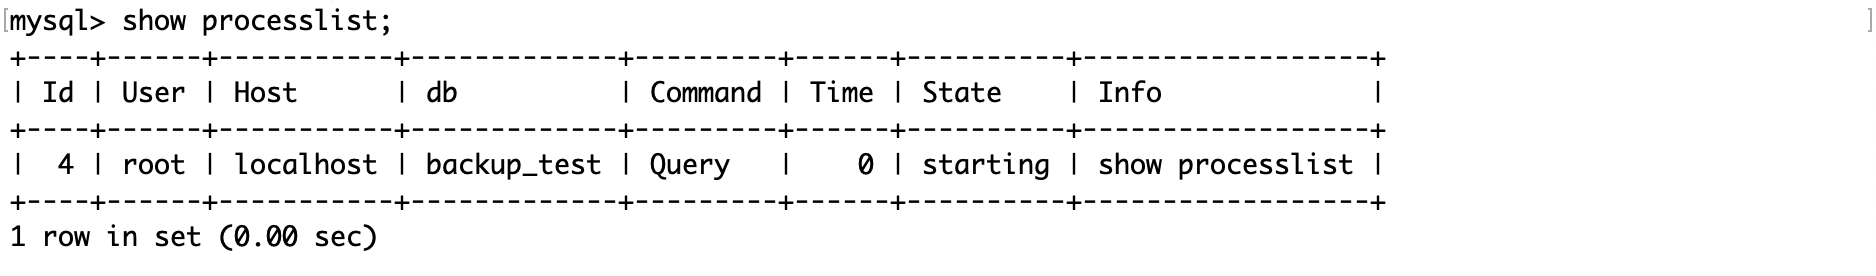 [mysql> show processlist; ]
+----+------+-----------+-------------+---------+------+----------+------------------+
| Id | User | Host      | db          | Command | Time | State    | Info             |
+----+------+-----------+-------------+---------+------+----------+------------------+
|  4 | root | localhost | backup_test | Query   |    0 | starting | show processlist |
+----+------+-----------+-------------+---------+------+----------+------------------+
1 row in set (0.00 sec)